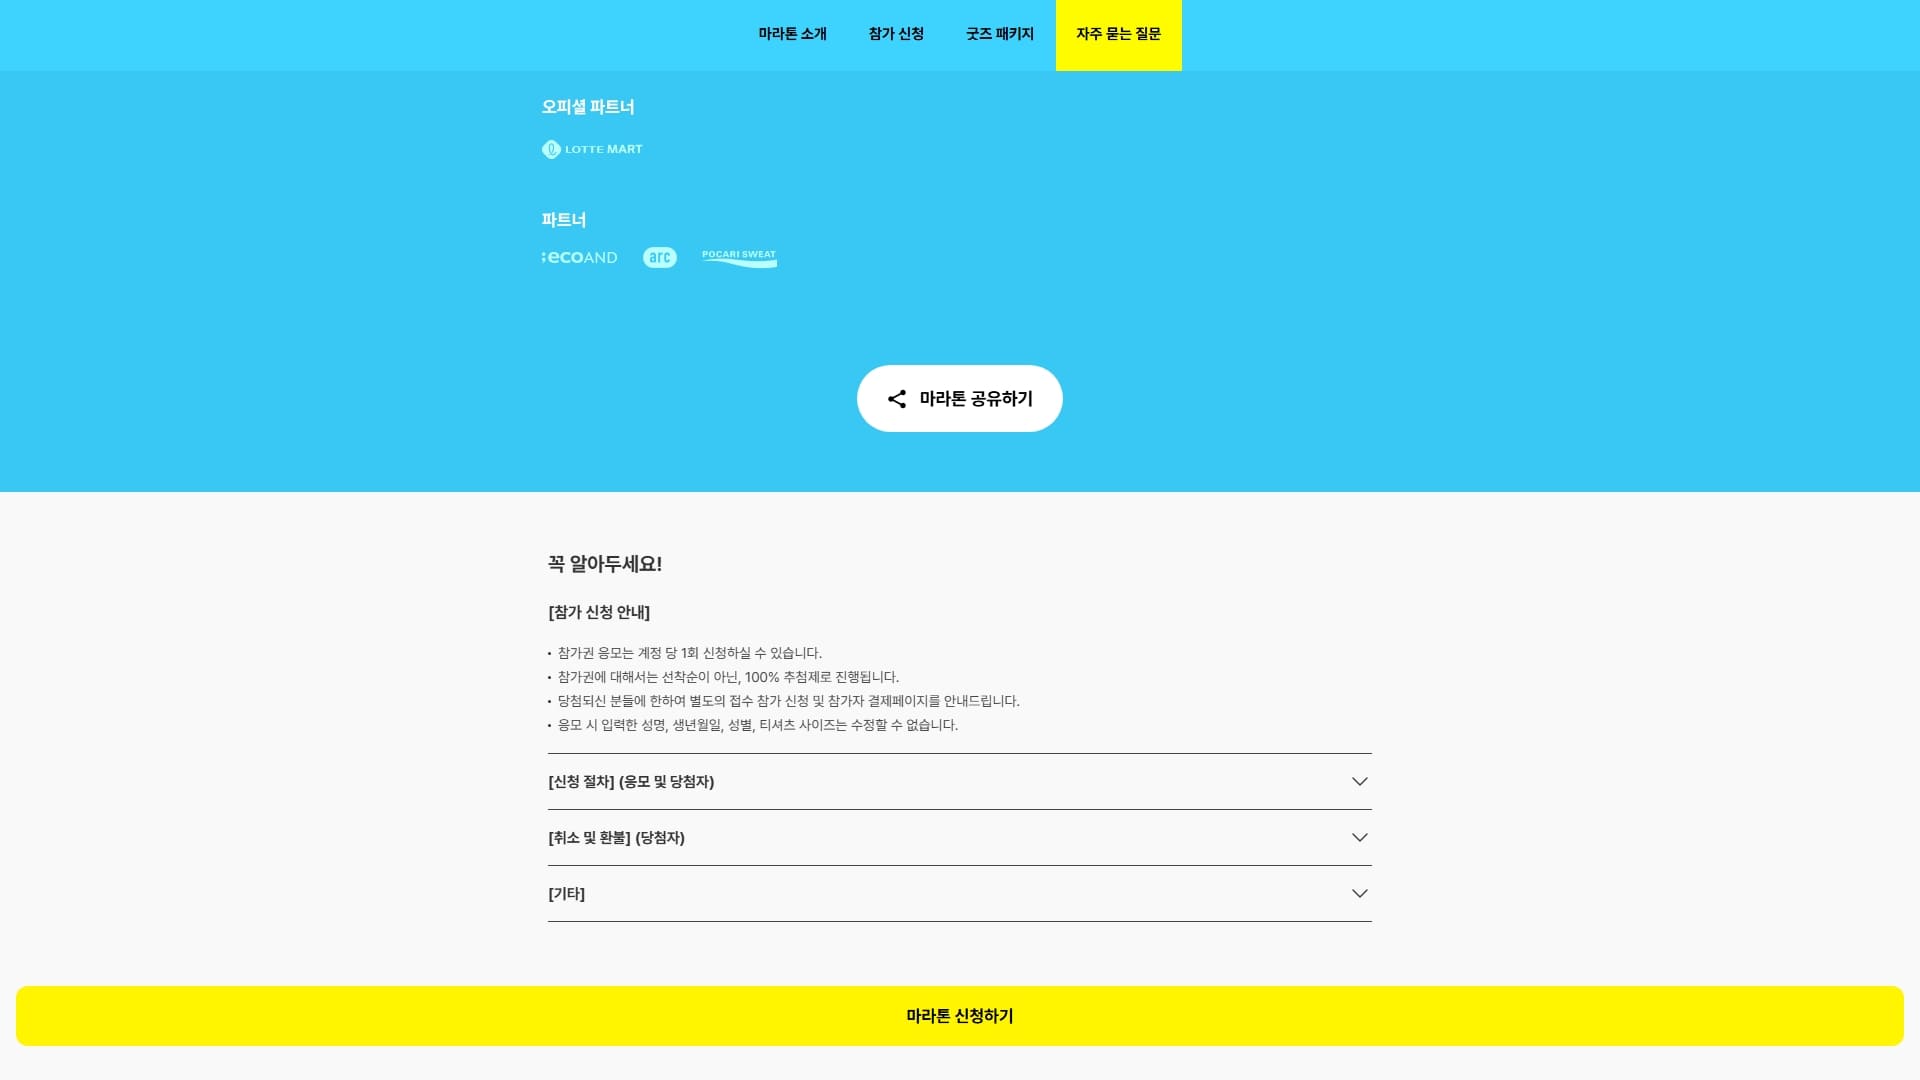 마라톤 소개
참가 신청
굿즈 패키지
자주 묻는 질문
오피셜 파트너
LOTTE MART
파트너
:ecoAND
arc
POCARI SWEAT
마라톤 공유하기
꼭 알아두세요!
[참가 신청 안내]
• 참가권 응모는 계정 당 1회 신청하실 수 있습니다.
• 참가권에 대해서는 선착순이 아닌, 100% 추첨제로 진행됩니다.
• 당첨되신 분들에 한하여 별도의 접수 참가 신청 및 참가자 결제페이지를 안내드립니다.
• 응모 시 입력한 성명, 생년월일, 성별, 티셔츠 사이즈는 수정할 수 없습니다.
[신청 절차] (응모 및 당첨자)
[취소 및 환불] (당첨자)
[기타]
마라톤 신청하기